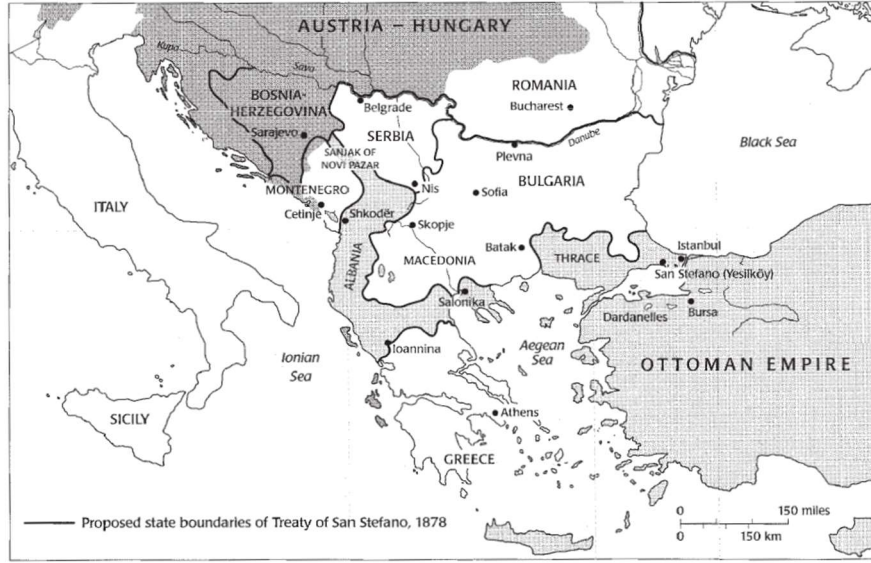 AUSTRIA – HUNGARY
Kupa
Sava
BOSNIA-
HERZEGOVINA
Sarajevo
Belgrade
ROMANIA
Bucharest
SERBIA
SANJAK OF
NOVI PAZAR
Danube
Plevna
Black Sea
MONTENEGRO
Cetinje
Nis
Sofia
BULGARIA
ITALY
Shkodër
Skopje
ALBANIA
MACEDONIA
Batak
THRACE
Istanbul
San Stefano (Yesilköy)
Salonika
Dardanelles
Bursa
Ioannina
Ionian
Sea
Aegean
Sea
OTTOMAN EMPIRE
SICILY
Athens
GREECE
Proposed state boundaries of Treaty of San Stefano, 1878
0 150 miles
0 150 km